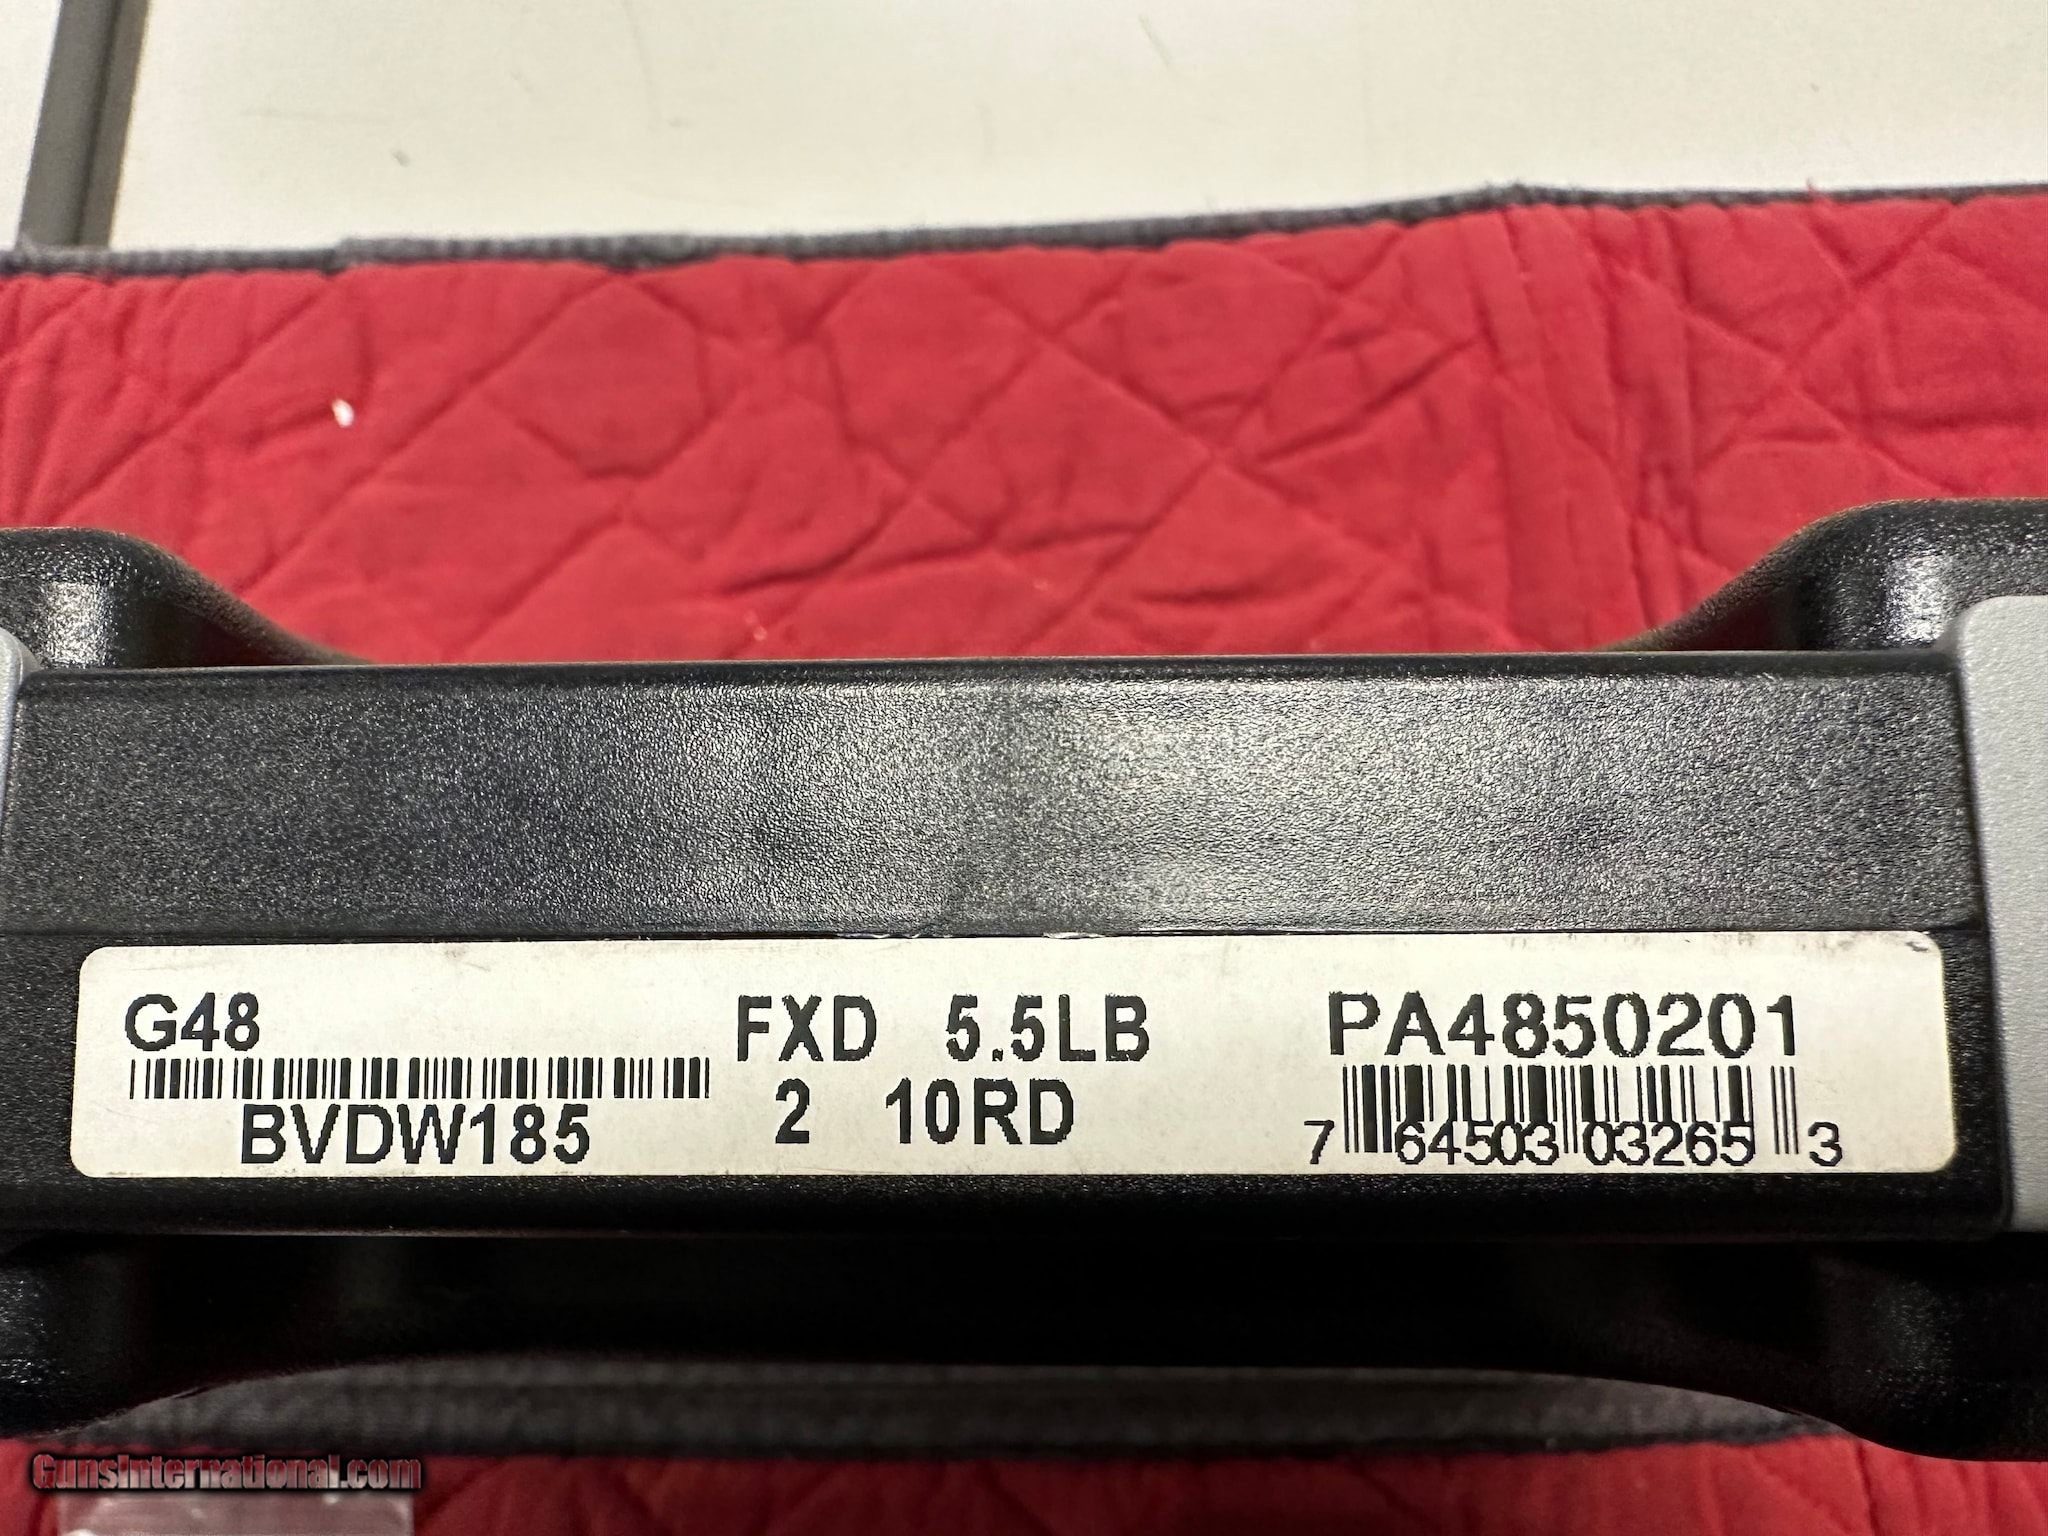 G48
BVDW185
FXD 5.5LB
2 10RD
PA4850201
7 64503 03265 3
GunsInternational.com